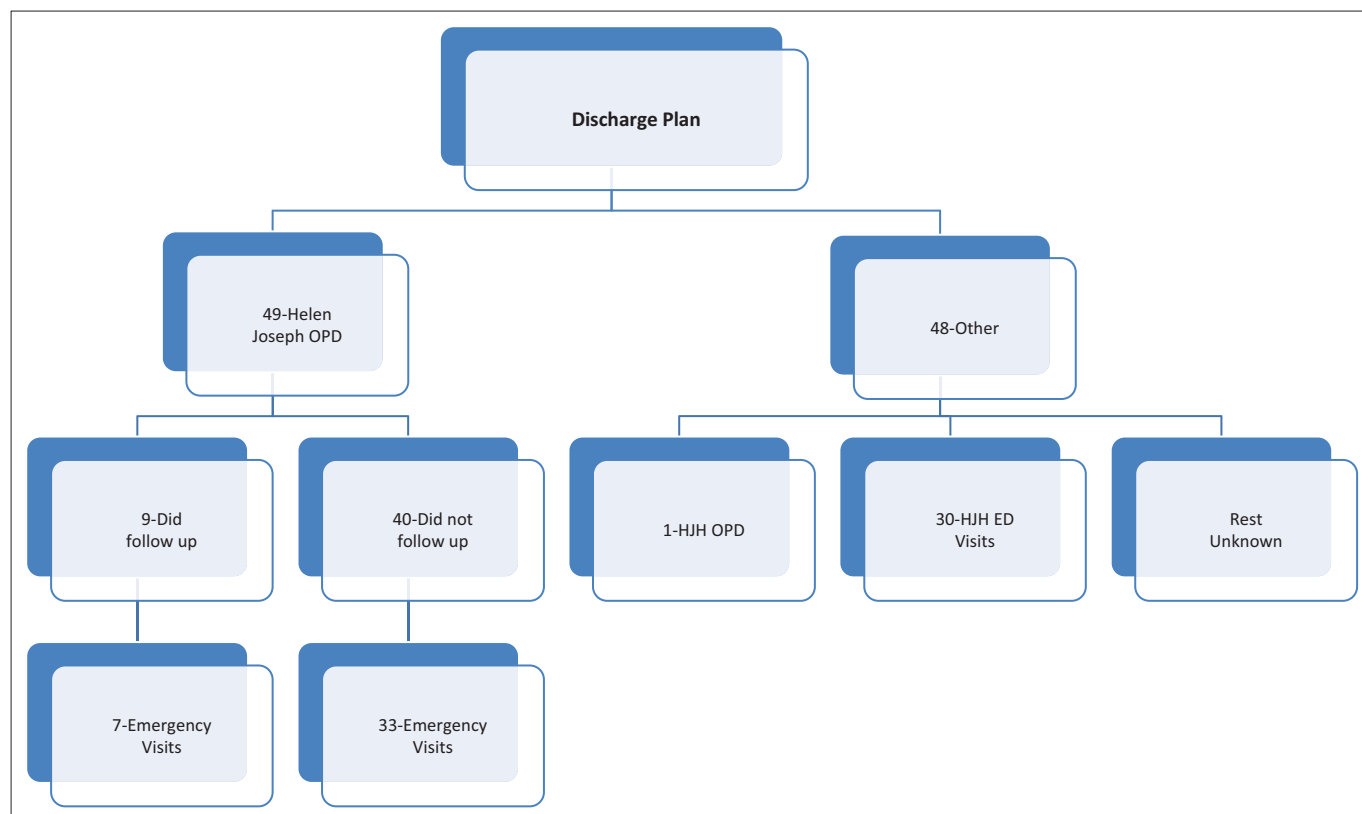 Discharge Plan
49-Helen
Joseph OPD
48-Other
9-Did
follow up
40-Did not
follow up
1-HJH OPD
30-HJH ED
Visits
Rest
Unknown
7-Emergency
Visits
33-Emergency
Visits